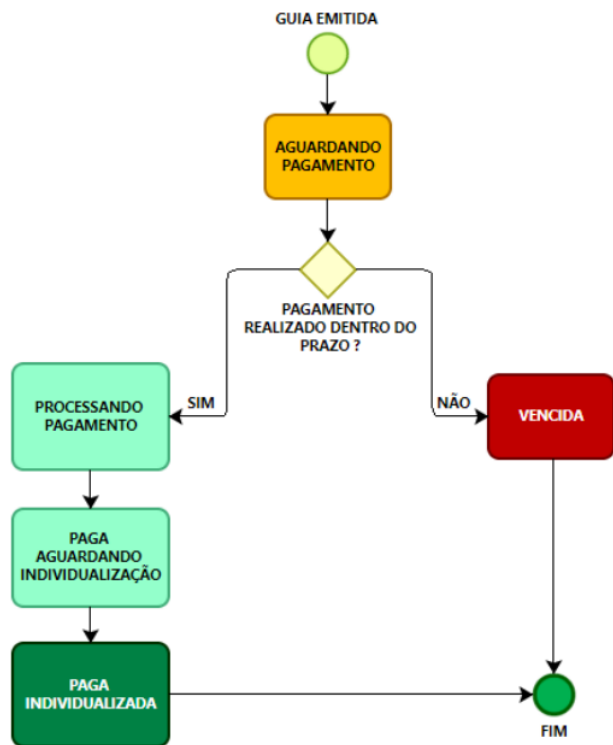 GUIA EMITIDA
AGUARDANDO
PAGAMENTO
PAGAMENTO
REALIZADO DENTRO DO
PRAZO ?
SIM
NÃO
PROCESSANDO
PAGAMENTO
VENCIDA
PAGA
AGUARDANDO
INDIVIDUALIZAÇÃO
PAGA
INDIVIDUALIZADA
FIM